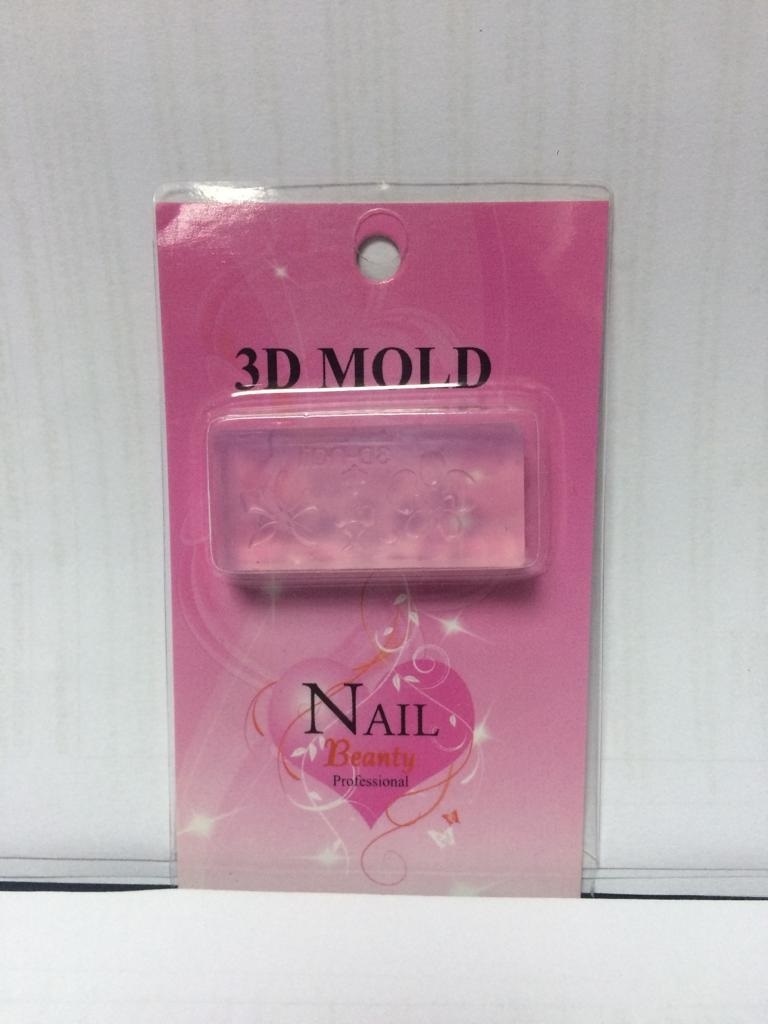 3D MOLD
NAIL
Beanty
Professional